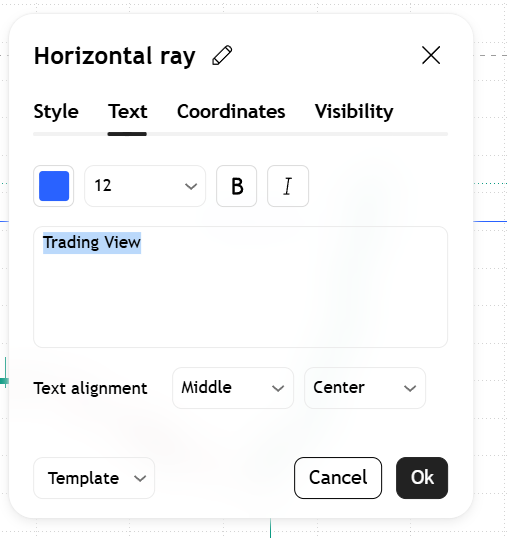 Horizontal ray
Style Text Coordinates Visibility
12 B I
Trading View
Text alignment Middle Center
Template Cancel Ok